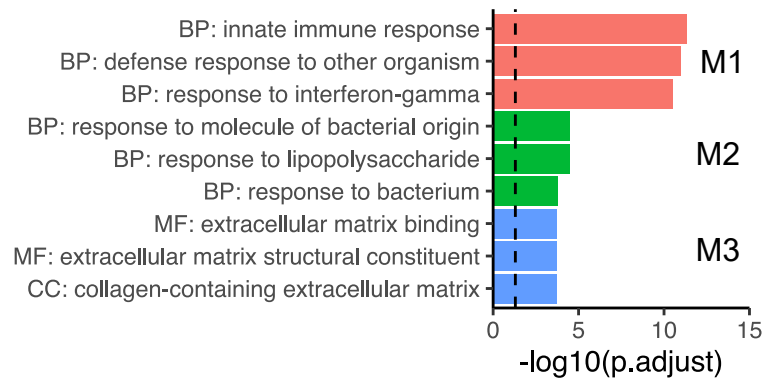 BP: innate immune response
BP: defense response to other organism
M1
BP: response to interferon-gamma
BP: response to molecule of bacterial origin
BP: response to lipopolysaccharide
M2
BP: response to bacterium
MF: extracellular matrix binding
MF: extracellular matrix structural constituent
M3
CC: collagen-containing extracellular matrix
0 5 10 15
-log10(p.adjust)